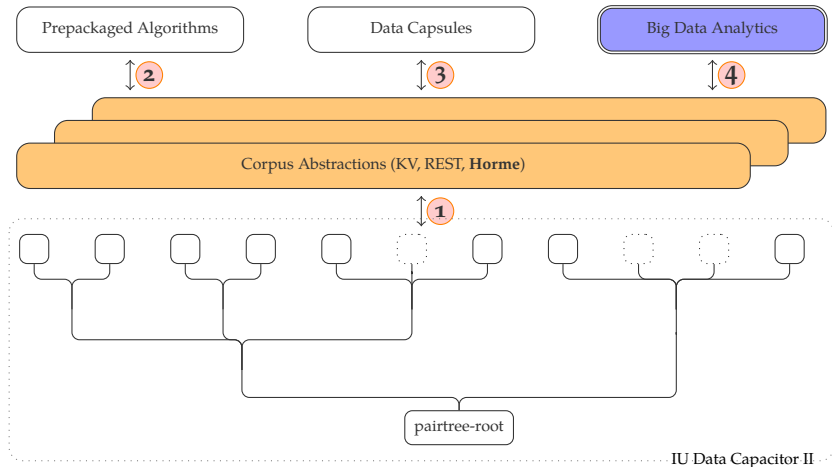 Prepackaged Algorithms
Data Capsules
Big Data Analytics
2
3
4
Corpus Abstractions (KV, REST, Horme)
1
pairtree-root
IU Data Capacitor II